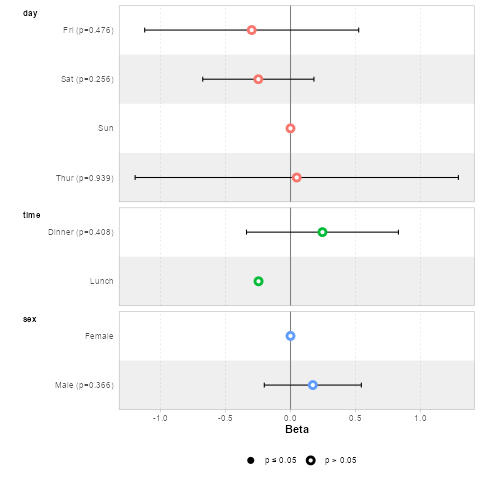 day
Fri (p=0.476)
Sat (p=0.256)
Sun
Thur (p=0.939)
time
Dinner (p=0.408)
Lunch
sex
Female
Male (p=0.366)
-1.0 -0.5 0.0 0.5 1.0
Beta
p ≤ 0.05 p > 0.05